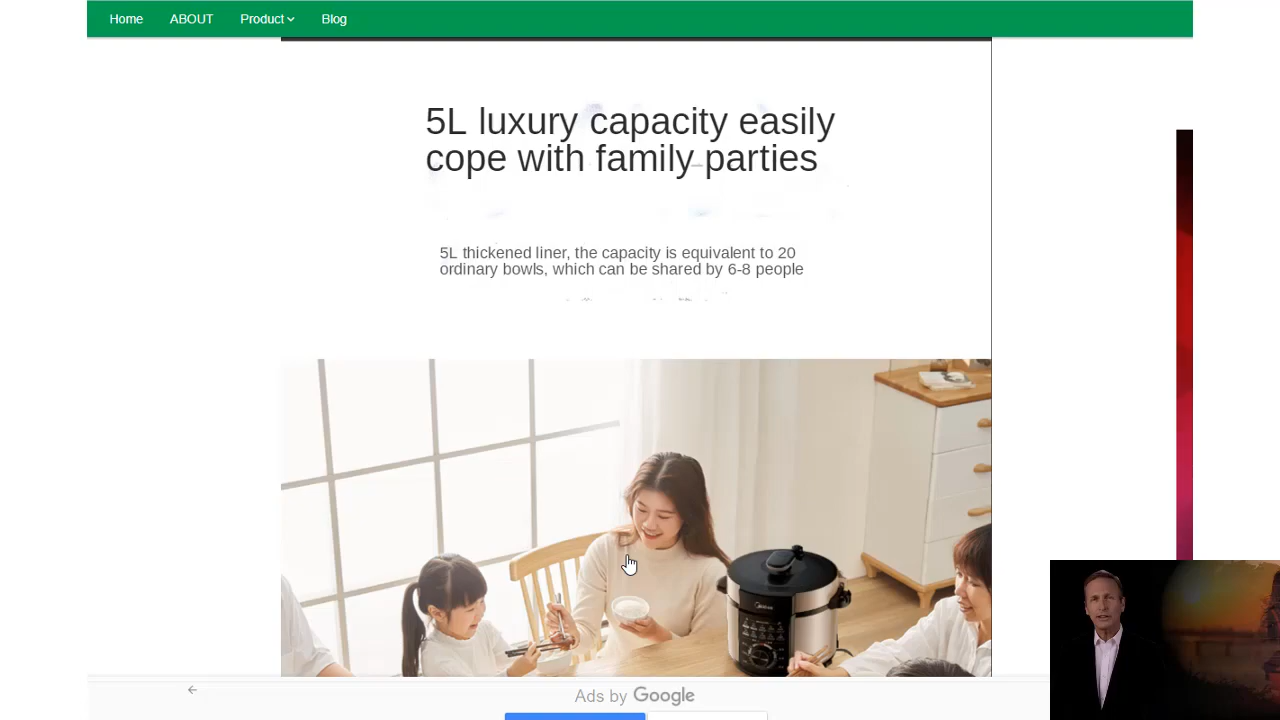 Home ABOUT Product Blog
5L luxury capacity easily
cope with family parties
5L thickened liner, the capacity is equivalent to 20
ordinary bowls, which can be shared by 6-8 people
Midea
Ads by Google